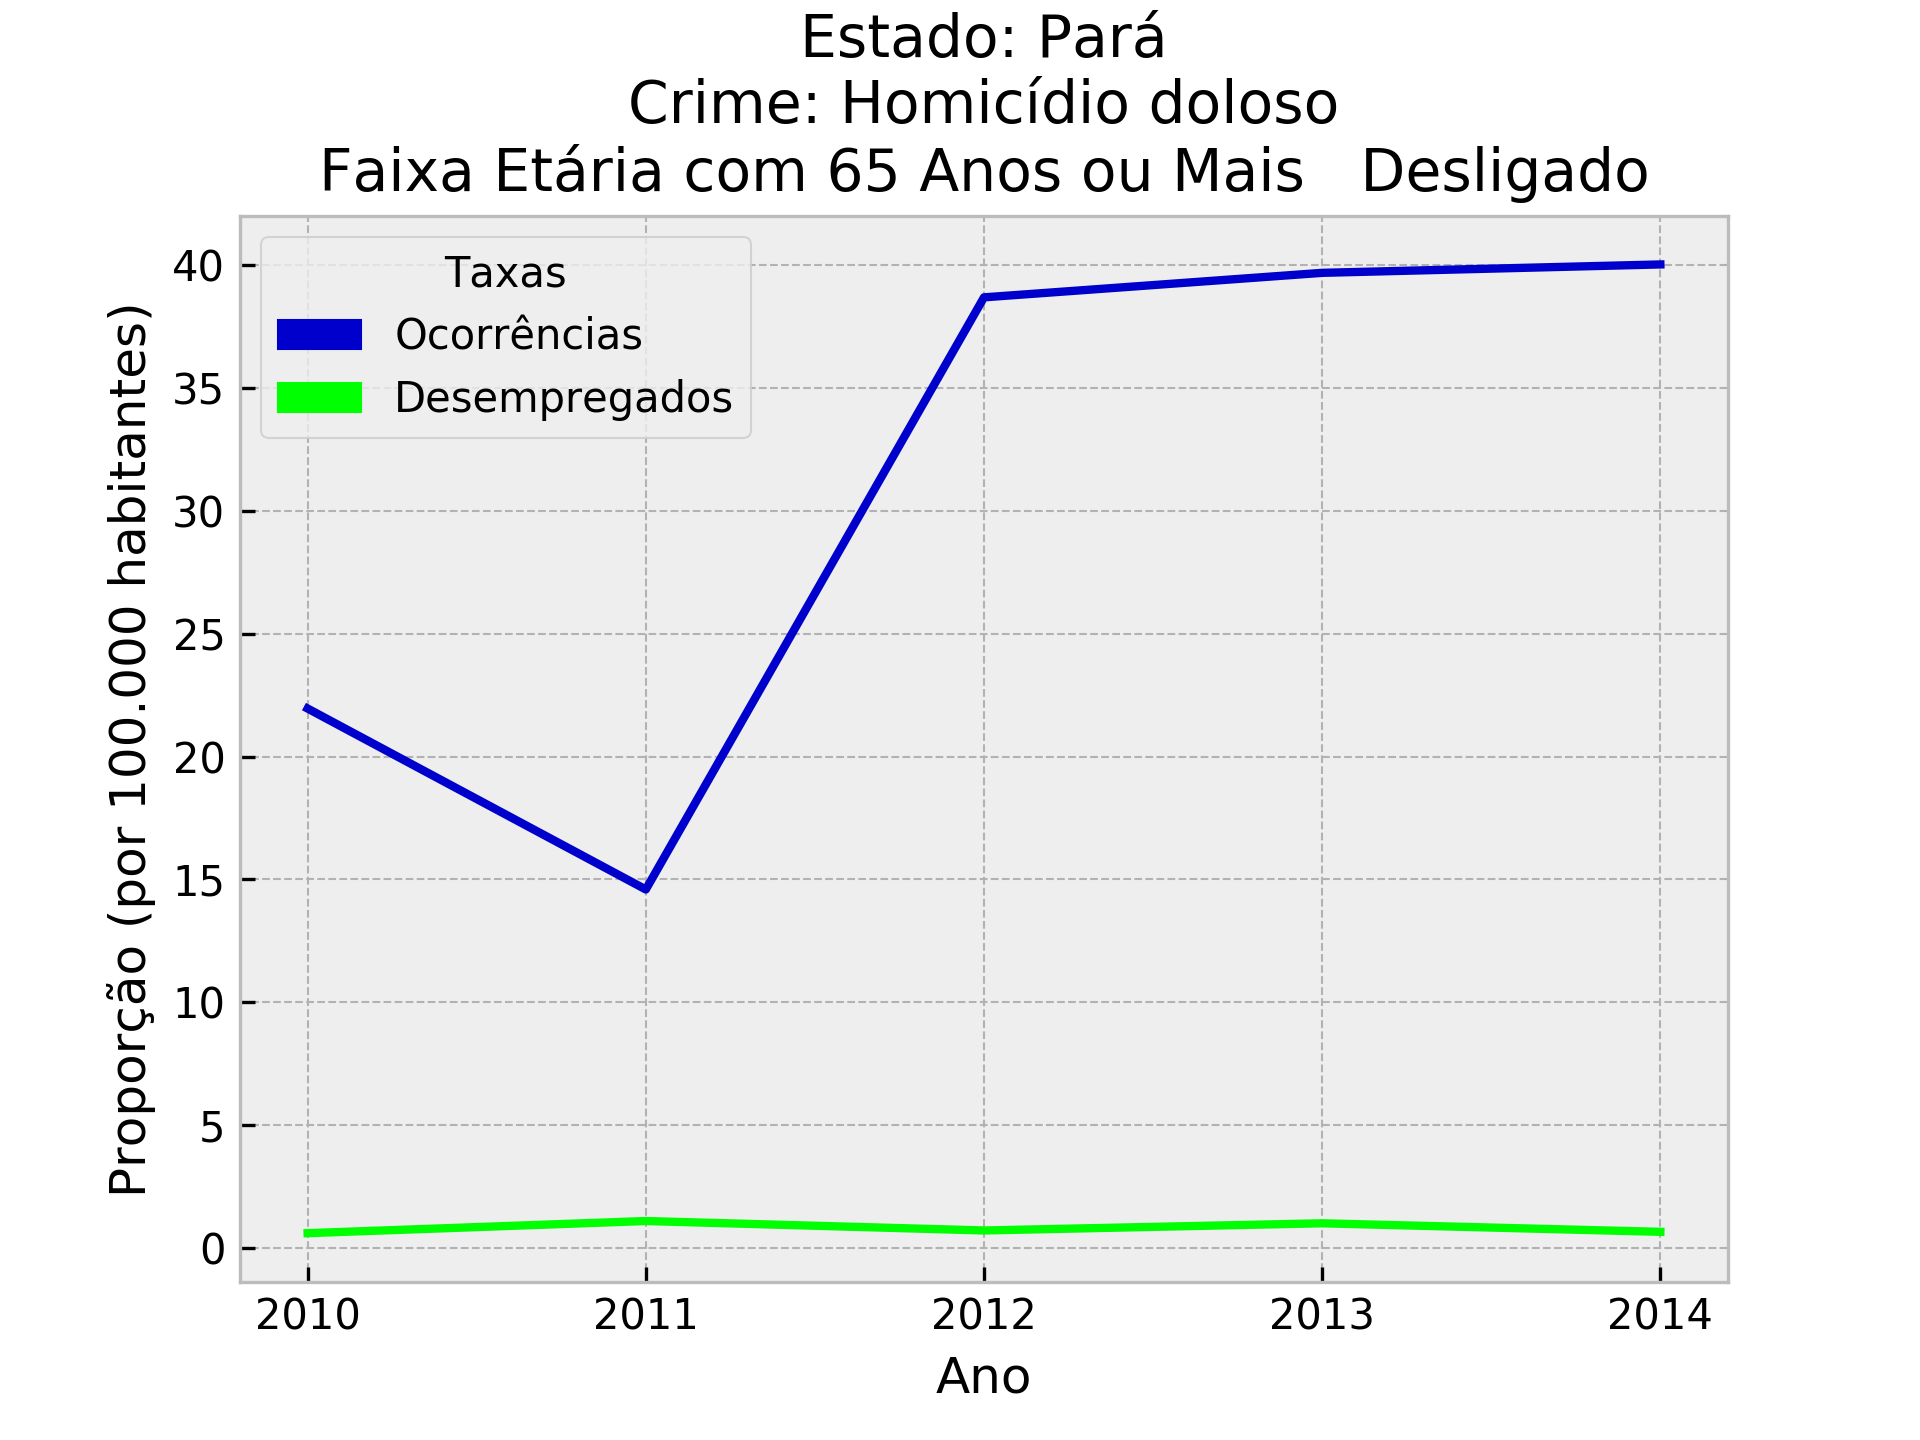 Estado: Pará
Crime: Homicídio doloso
Faixa Etária com 65 Anos ou Mais   Desligado
Taxas
Ocorrências
Desempregados
Proporção (por 100.000 habitantes)
40
35
30
25
20
15
10
5
0
2010 2011 2012 2013 2014
Ano